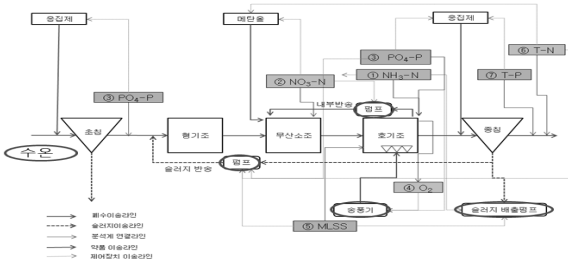 응집제
메탄올
응집제
⑥ T-N
③ PO₄-P
① NH₃-N
② NO₃-N
⑦ T-P
③ PO₄-P
내부반송
펌프
초침
혐기조
무산소조
호기조
종침
수온
슬러지 반송
펌프
④ O₂
송풍기
슬러지 배출펌프
⑤ MLSS
폐수이송라인
슬러지이송라인
분석계 연결라인
약품 이송라인
제어장치 이송라인